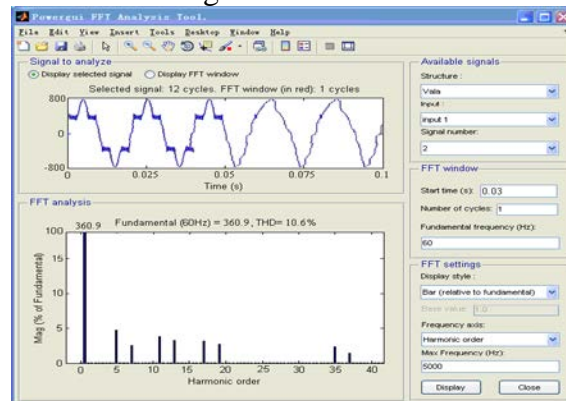 Powergui FFT Analysis Tool.
File Edit View Insert Tools Desktop Window Help
Signal to analyze
Display selected signal Display FFT window
Selected signal: 12 cycles. FFT window (in red): 1 cycles
800
0
-800
0 0.025 0.05 0.075 0.1
Time (s)
FFT analysis
360.9 Fundamental (60Hz) = 360.9, THD= 10.6%
100
15
10
5
0
Mag (% of Fundamental)
0 5 10 15 20 25 30 35 40
Harmonic order
Available signals
Structure :
Vala
Input :
input 1
Signal number:
2
FFT window
Start time (s): 0.03
Number of cycles: 1
Fundamental frequency (Hz):
60
FFT settings
Display style :
Bar (relative to fundamental)
Base value: 1.0
Frequency axis:
Harmonic order
Max Frequency (Hz):
5000
Display Close